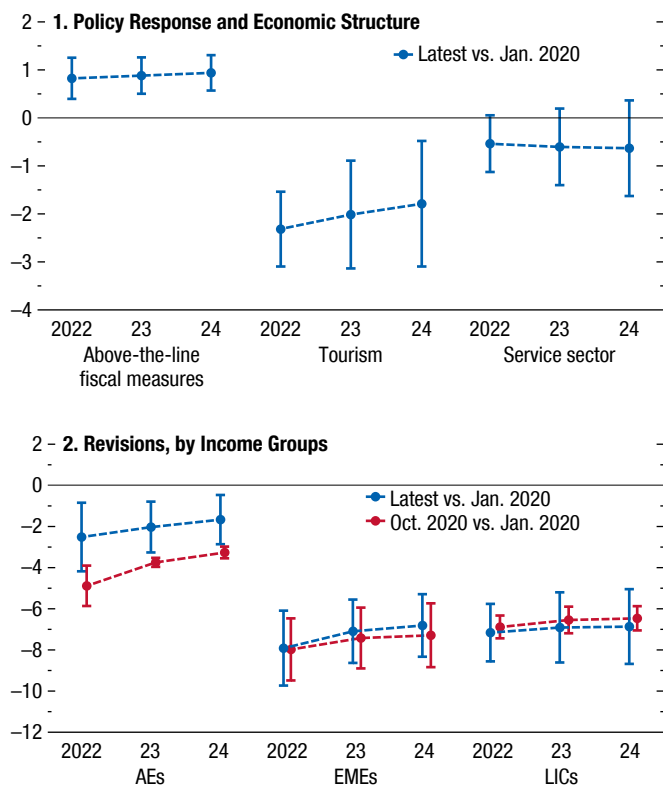 1. Policy Response and Economic Structure
Latest vs. Jan. 2020
2
1
0
–1
–2
–3
–4
2022 23 24 2022 23 24 2022 23 24
Above-the-line
fiscal measures
Tourism
Service sector
2. Revisions, by Income Groups
Latest vs. Jan. 2020
Oct. 2020 vs. Jan. 2020
2
0
–2
–4
–6
–8
–10
–12
2022 23 24 2022 23 24 2022 23 24
AEs EMEs LICs